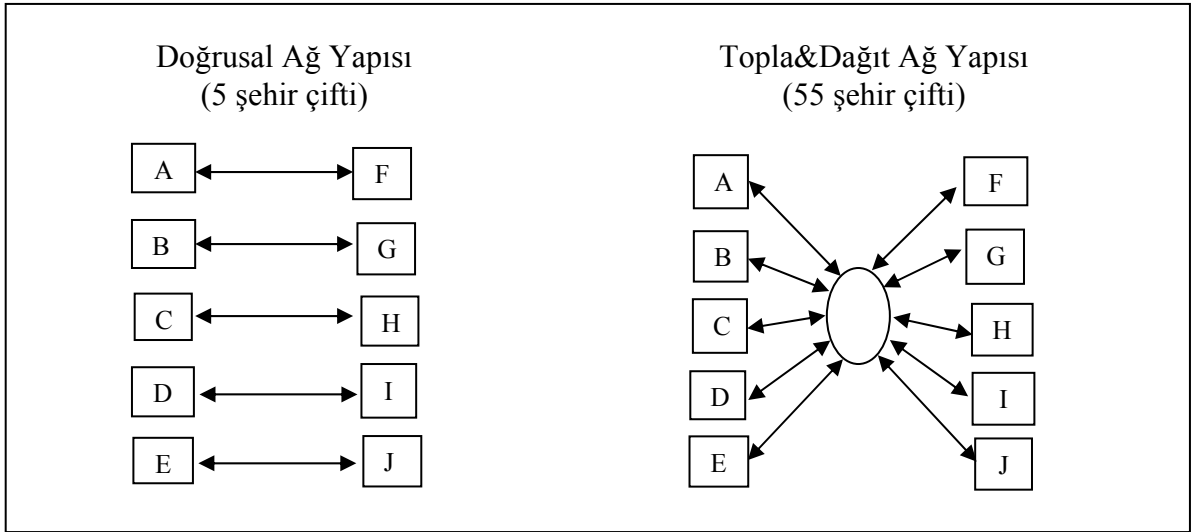 Doğrusal Ağ Yapısı
(5 şehir çifti)
A
F
B
G
C
H
D
I
E
J
Topla&Dağıt Ağ Yapısı
(55 şehir çifti)
A
F
B
G
C
H
D
I
E
J